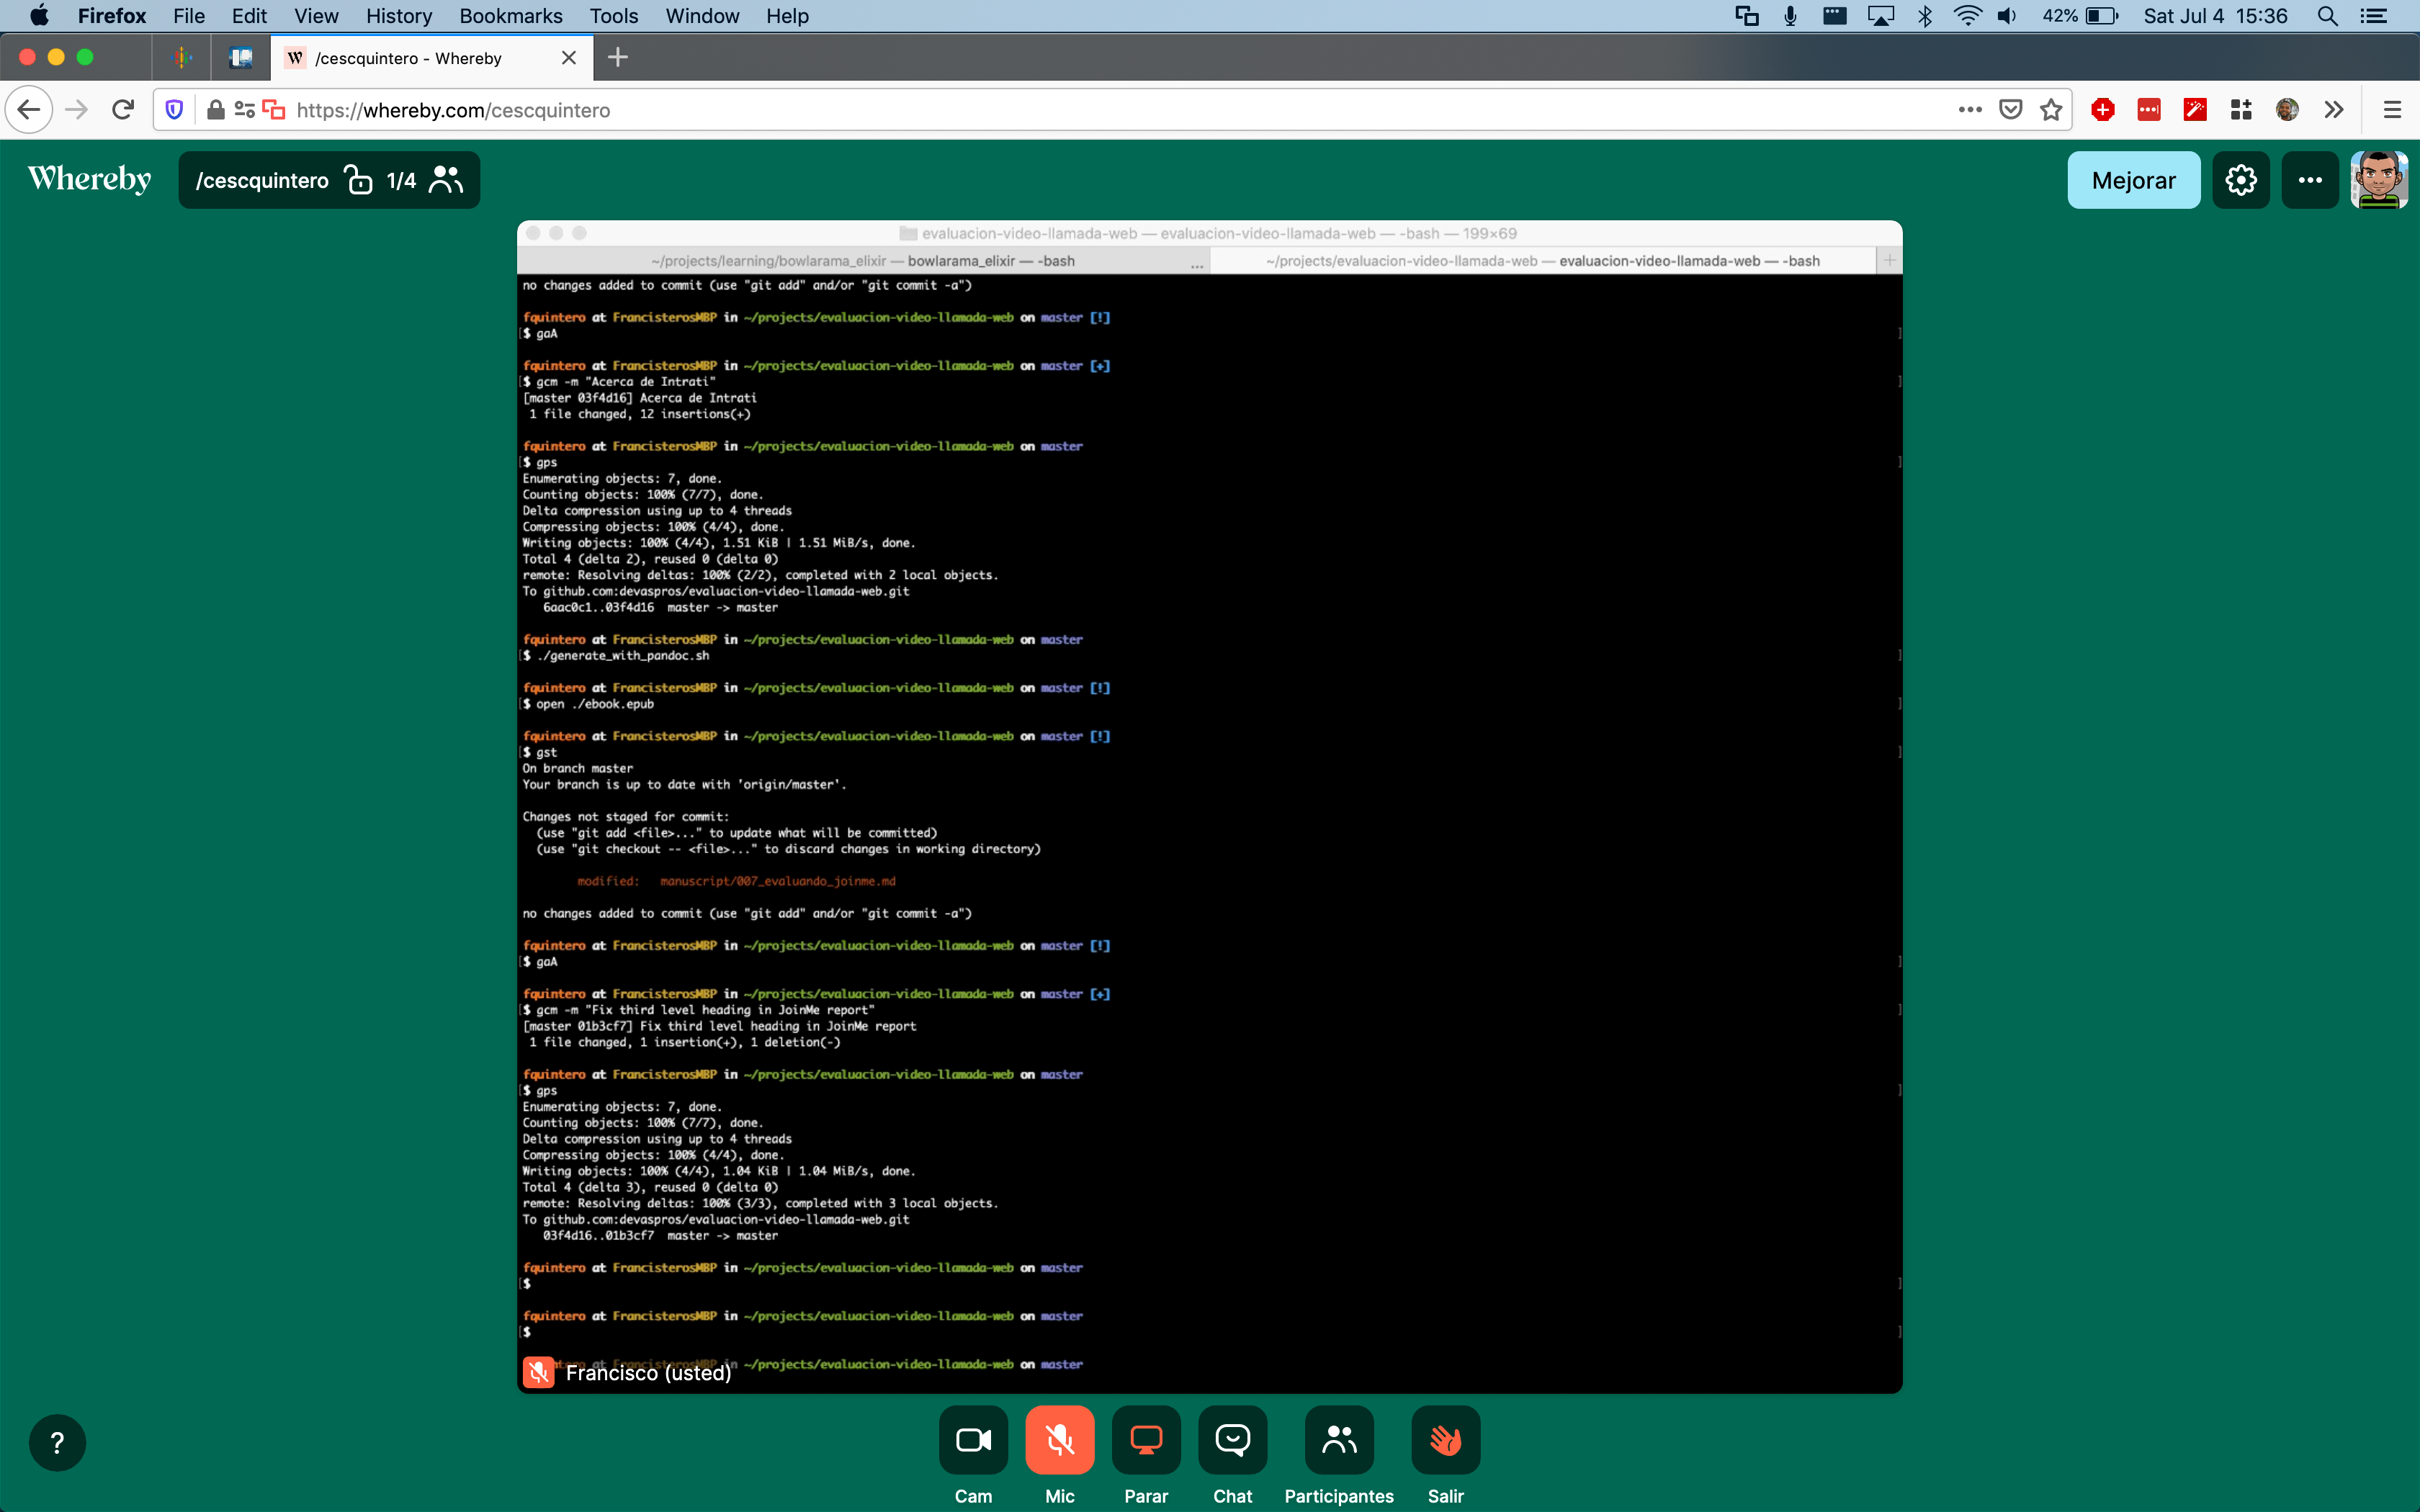 Firefox File Edit View History Bookmarks Tools Window Help 42% Sat Jul 4 15:36
W /cescquintero - Whereby
https://whereby.com/cescquintero
Whereby /cescquintero 1/4 Mejorar
evaluacion-video-llamada-web — evaluacion-video-llamada-web — -bash — 199×69
~/projects/learning/bowlarama_elixir — bowlarama_elixir — -bash ... ~/projects/evaluacion-video-llamada-web — evaluacion-video-llamada-web — -bash
no changes added to commit (use "git add" and/or "git commit -a")
fquintero at FrancisterosMBP in ~/projects/evaluacion-video-llamada-web on master [!]
$ gaA
fquintero at FrancisterosMBP in ~/projects/evaluacion-video-llamada-web on master [+]
$ gcm -m "Acerca de Intrati"
[master 03f4d16] Acerca de Intrati
1 file changed, 12 insertions(+)
fquintero at FrancisterosMBP in ~/projects/evaluacion-video-llamada-web on master
$ gps
Enumerating objects: 7, done.
Counting objects: 100% (7/7), done.
Delta compression using up to 4 threads
Compressing objects: 100% (4/4), done.
Writing objects: 100% (4/4), 1.51 KiB | 1.51 MiB/s, done.
Total 4 (delta 2), reused 0 (delta 0)
remote: Resolving deltas: 100% (2/2), completed with 2 local objects.
To github.com:devaspros/evaluacion-video-llamada-web.git
6aac0c1..03f4d16 master -> master
fquintero at FrancisterosMBP in ~/projects/evaluacion-video-llamada-web on master
$ ./generate_with_pandoc.sh
fquintero at FrancisterosMBP in ~/projects/evaluacion-video-llamada-web on master [!]
$ open ./ebook.epub
fquintero at FrancisterosMBP in ~/projects/evaluacion-video-llamada-web on master [!]
$ gst
On branch master
Your branch is up to date with 'origin/master'.
Changes not staged for commit:
(use "git add <file>..." to update what will be committed)
(use "git checkout -- <file>..." to discard changes in working directory)
modified: manuscript/007_evaluando_joinme.md
no changes added to commit (use "git add" and/or "git commit -a")
fquintero at FrancisterosMBP in ~/projects/evaluacion-video-llamada-web on master [!]
$ gaA
fquintero at FrancisterosMBP in ~/projects/evaluacion-video-llamada-web on master [+]
$ gcm -m "Fix third level heading in JoinMe report"
[master 01b3cf7] Fix third level heading in JoinMe report
1 file changed, 1 insertion(+), 1 deletion(-)
fquintero at FrancisterosMBP in ~/projects/evaluacion-video-llamada-web on master
$ gps
Enumerating objects: 7, done.
Counting objects: 100% (7/7), done.
Delta compression using up to 4 threads
Compressing objects: 100% (4/4), done.
Writing objects: 100% (4/4), 1.04 KiB | 1.04 MiB/s, done.
Total 4 (delta 3), reused 0 (delta 0)
remote: Resolving deltas: 100% (3/3), completed with 3 local objects.
To github.com:devaspros/evaluacion-video-llamada-web.git
03f4d16..01b3cf7 master -> master
fquintero at FrancisterosMBP in ~/projects/evaluacion-video-llamada-web on master
$
fquintero at FrancisterosMBP in ~/projects/evaluacion-video-llamada-web on master
$
at FrancisterosMBP in ~/projects/evaluacion-video-llamada-web on master
Francisco (usted)
?
Cam Mic Parar Chat Participantes Salir